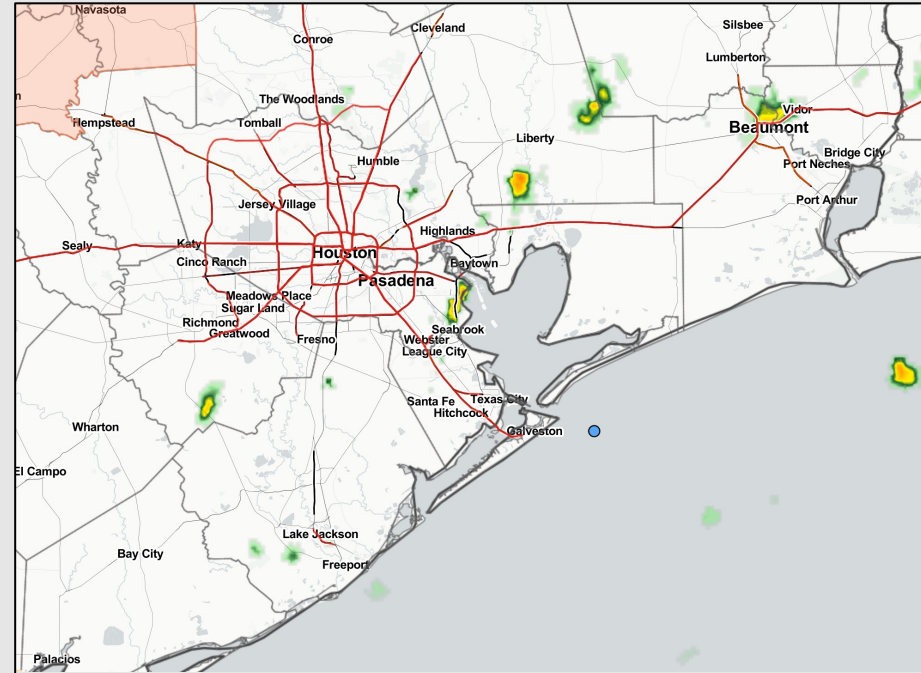 Navasota
Cleveland
Silsbee
Conroe
Lumberton
The Woodlands
Hempstead
Tomball
Vidor
Beaumont
Liberty
Humble
Bridge City
Port Neches
Port Arthur
Jersey Village
Highlands
Sealy
Katy
Houston
Cinco Ranch
Baytown
Pasadena
Meadows Place
Sugar Land
Richmond
Greatwood
Fresno
Seabrook
Webster
League City
Santa Fe
Texas City
Hitchcock
Wharton
Galveston
El Campo
Lake Jackson
Bay City
Freeport
Palacios